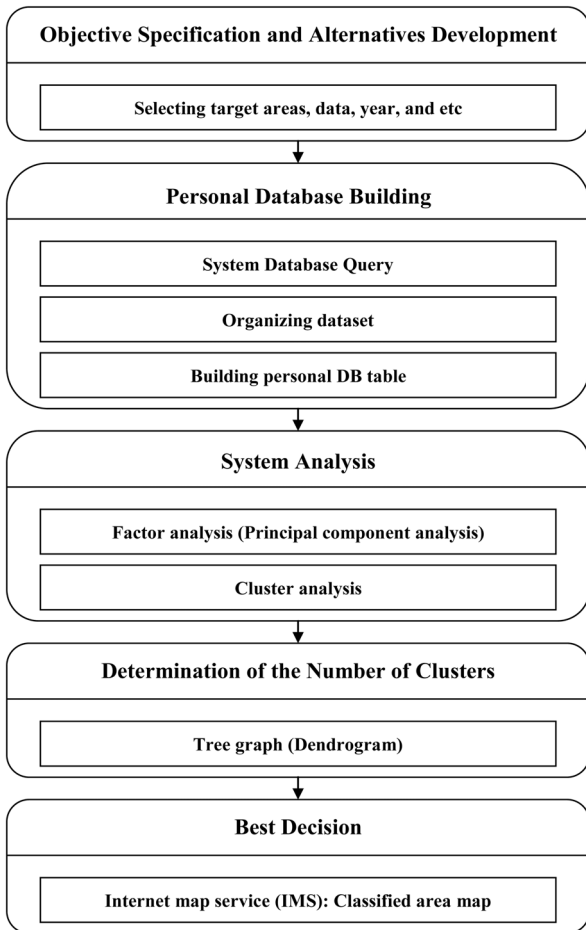 Objective Specification and Alternatives Development
Selecting target areas, data, year, and etc
Personal Database Building
System Database Query
Organizing dataset
Building personal DB table
System Analysis
Factor analysis (Principal component analysis)
Cluster analysis
Determination of the Number of Clusters
Tree graph (Dendrogram)
Best Decision
Internet map service (IMS): Classified area map